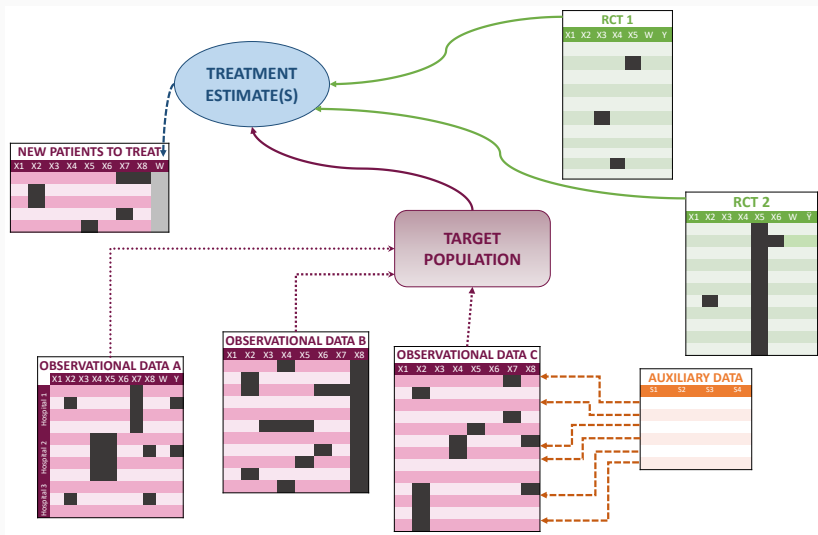 RCT 1
X1 X2 X3 X4 X5 W Y
TREATMENT
ESTIMATE(S)
NEW PATIENTS TO TREAT
X1 X2 X3 X4 X5 X6 X7 X8 W
RCT 2
X1 X2 X3 X4 X5 X6 W Ỹ
TARGET
POPULATION
OBSERVATIONAL DATA A
X1 X2 X3 X4 X5 X6 X7 X8 W Y
Hospital 1
Hospital 2
Hospital 3
OBSERVATIONAL DATA B
X1 X2 X3 X4 X5 X6 X7 X8
OBSERVATIONAL DATA C
X1 X2 X3 X4 X5 X6 X7 X8
AUXILIARY DATA
S1 S2 S3 S4